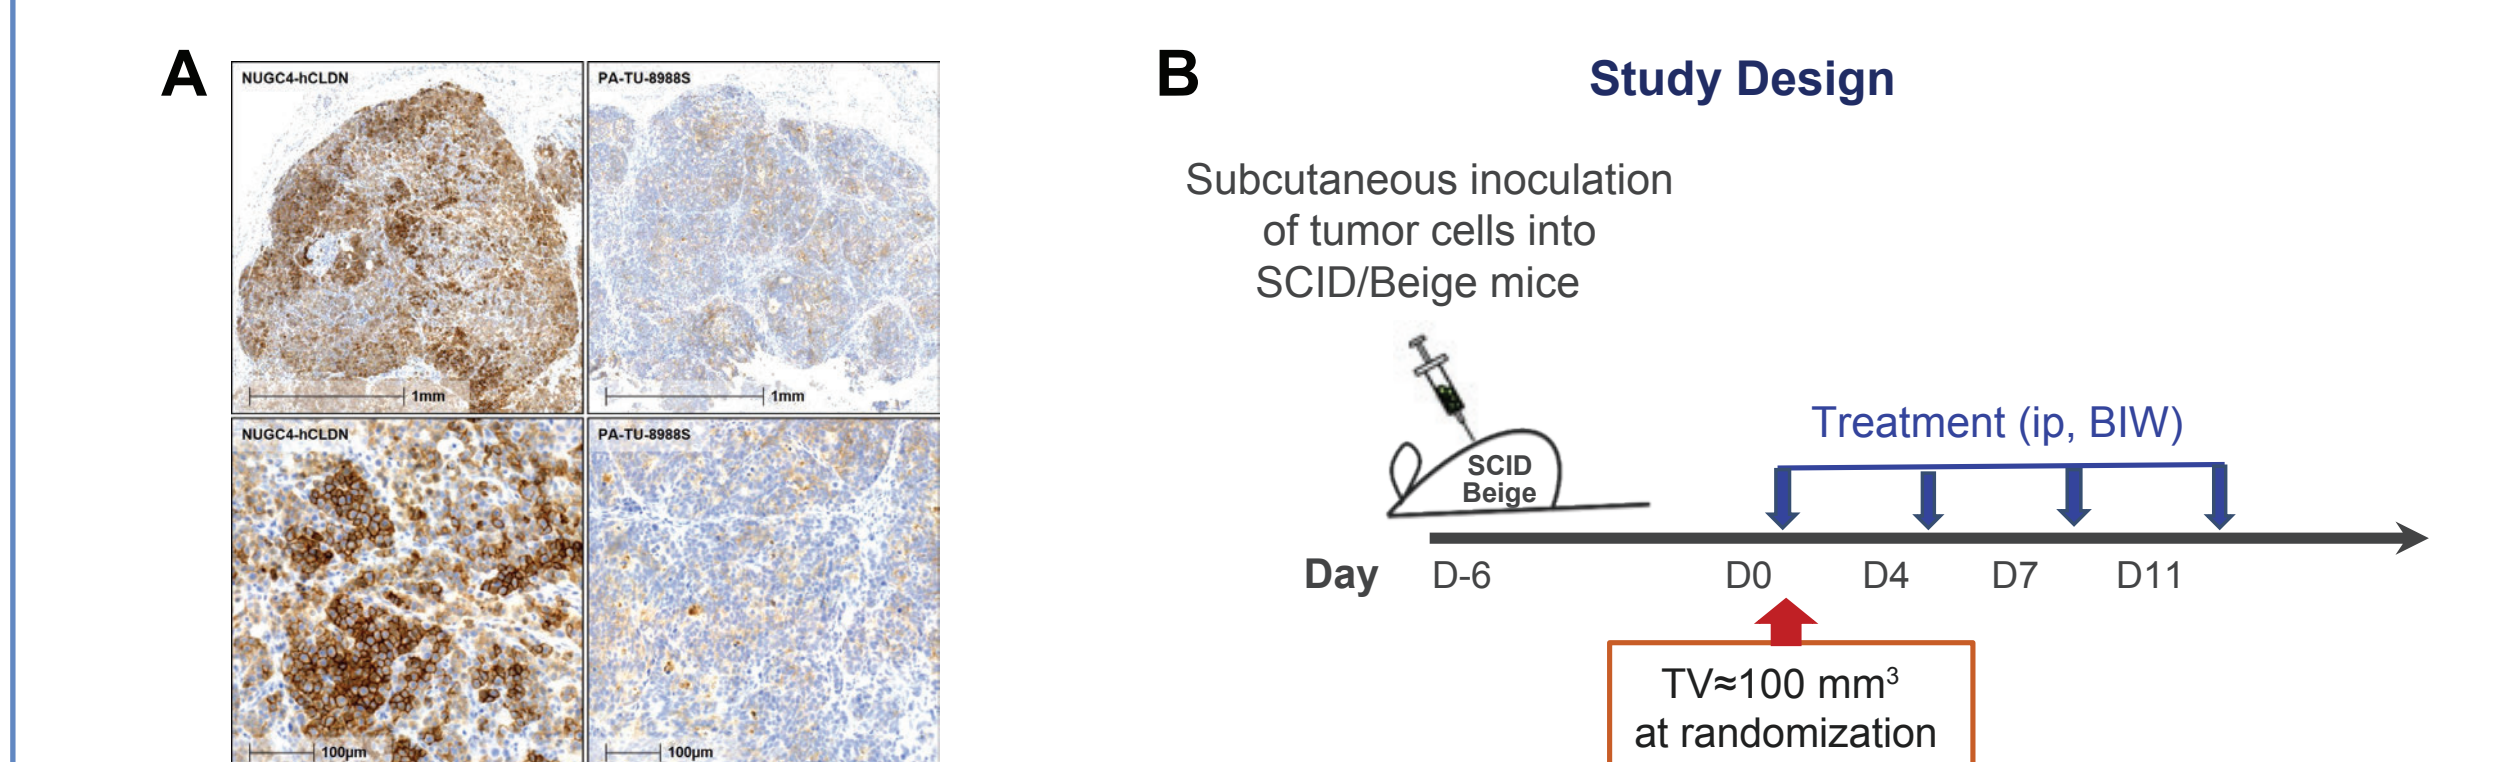 A
NUGC4-hCLDN
PA-TU-8988S
1mm
1mm
NUGC4-hCLDN
PA-TU-8988S
100µm
100µm
B
Study Design
Subcutaneous inoculation
of tumor cells into
SCID/Beige mice
SCID
Beige
Treatment (ip, BIW)
Day D-6 D0 D4 D7 D11
TV≈100 mm³
at randomization